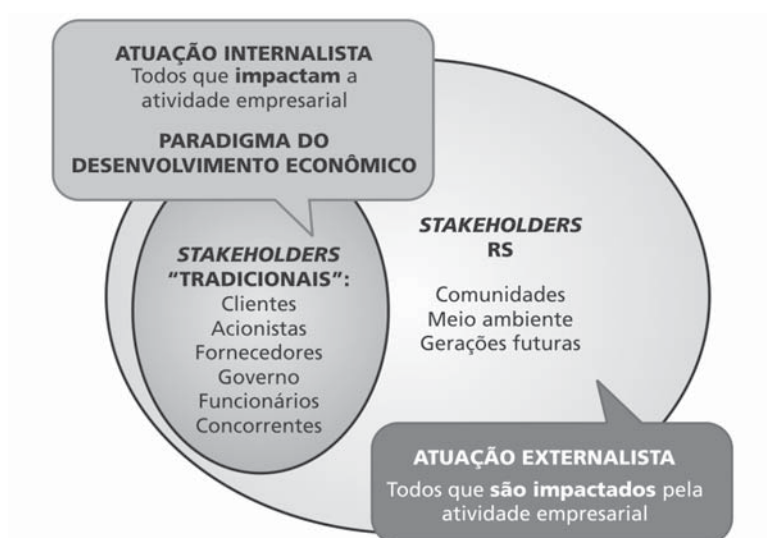 ATUAÇÃO INTERNALISTA
Todos que impactam a
atividade empresarial
PARADIGMA DO
DESENVOLVIMENTO ECONÔMICO
STAKEHOLDERS
“TRADICIONAIS”:
Clientes
Acionistas
Fornecedores
Governo
Funcionários
Concorrentes
STAKEHOLDERS
RS
Comunidades
Meio ambiente
Gerações futuras
ATUAÇÃO EXTERNALISTA
Todos que são impactados pela
atividade empresarial